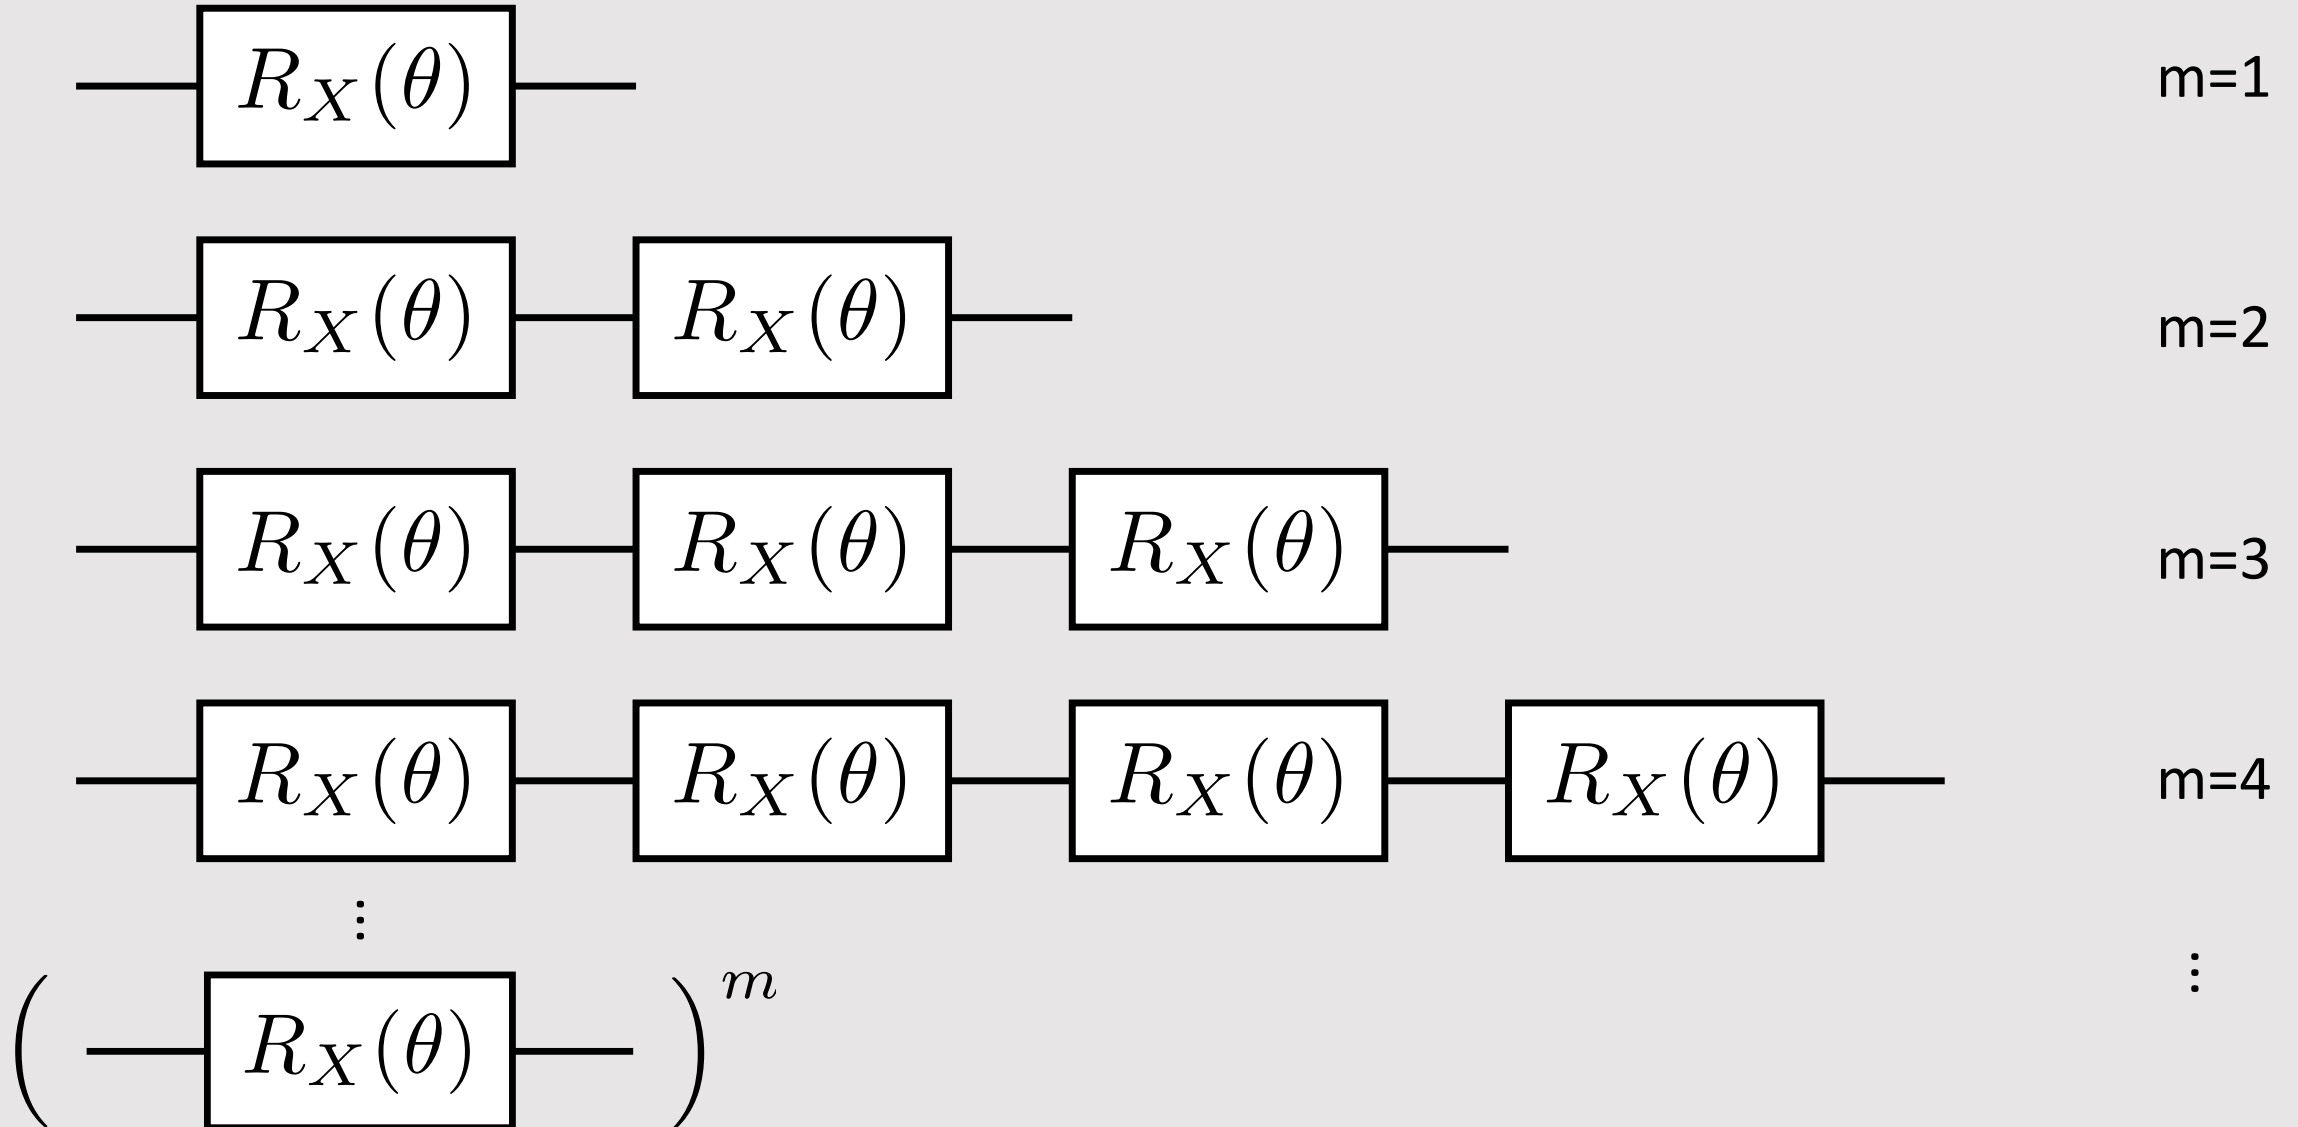 R_X(θ) m=1
R_X(θ) R_X(θ) m=2
R_X(θ) R_X(θ) R_X(θ) m=3
R_X(θ) R_X(θ) R_X(θ) R_X(θ) m=4
⋮ ⋮
( R_X(θ) )^m